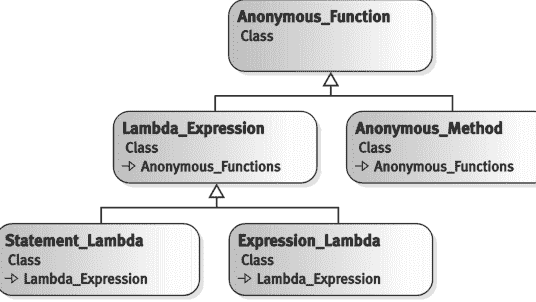 Anonymous_Function
Class
Lambda_Expression
Class
Anonymous_Functions
Anonymous_Method
Class
Anonymous_Functions
Statement_Lambda
Class
Lambda_Expression
Expression_Lambda
Class
Lambda_Expression